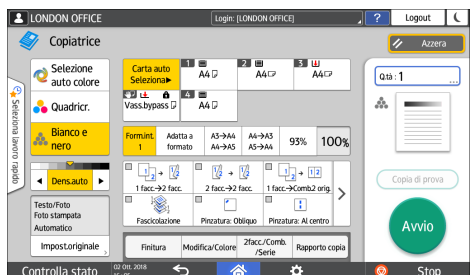 LONDON OFFICE
Login: [LONDON OFFICE]
?
Logout
Copiatrice
Azzera
Seleziona lavoro rapido
Selezione
auto colore
Quadricr.
Bianco e
nero
Dens.auto
Testo/Foto
Foto stampata
Automatico
Impost.originale
Carta auto
Seleziona▶
1
A4
2
A4
3
A4
Vass.bypass
4
A4
Form.int.
1
Adatta a
formato
A3→A4
A4→A5
A4→A3
A5→A4
93%
100%
1 facc.→2 facc.
2 facc.→2 facc.
1 facc.→Comb2 orig.
Fascicolazione
Pinzatura: Obliquo
Pinzatura: Al centro
Finitura
Modifica/Colore
2facc./Comb.
/Serie
Rapporto copia
Q.tà : 1
...
Copia di prova
Avvio
Controlla stato
02 Ott. 2018
Stop